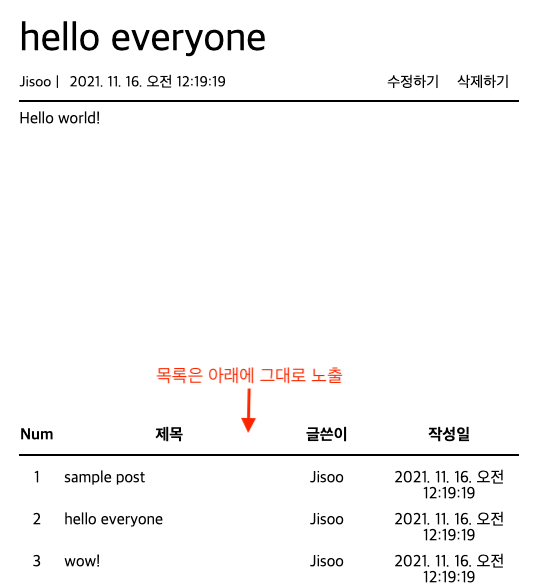 hello everyone
Jisoo | 2021. 11. 16. 오전 12:19:19 수정하기 삭제하기
Hello world!
목록은 아래에 그대로 노출
Num 제목 글쓴이 작성일
1 sample post Jisoo 2021. 11. 16. 오전
12:19:19
2 hello everyone Jisoo 2021. 11. 16. 오전
12:19:19
3 wow! Jisoo 2021. 11. 16. 오전
12:19:19